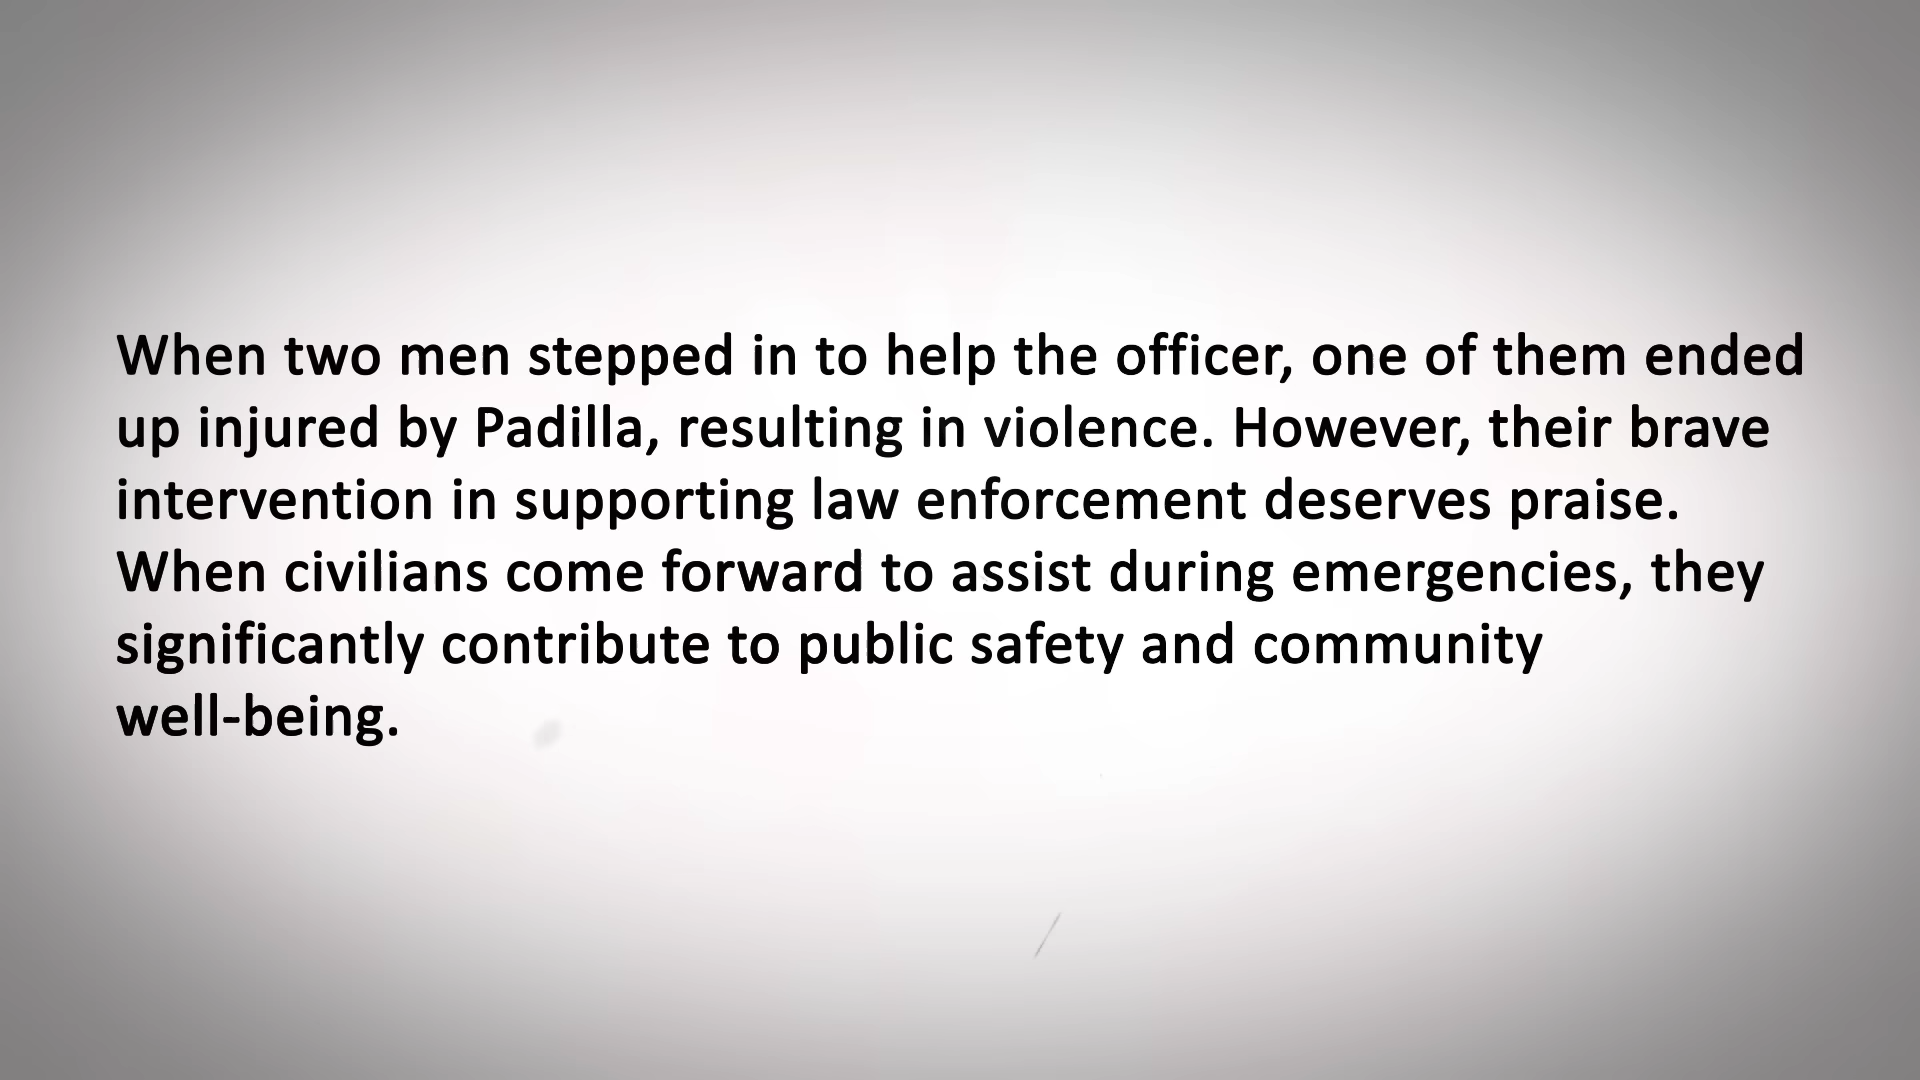 When two men stepped in to help the officer, one of them ended
up injured by Padilla, resulting in violence. However, their brave
intervention in supporting law enforcement deserves praise.
When civilians come forward to assist during emergencies, they
significantly contribute to public safety and community
well-being.